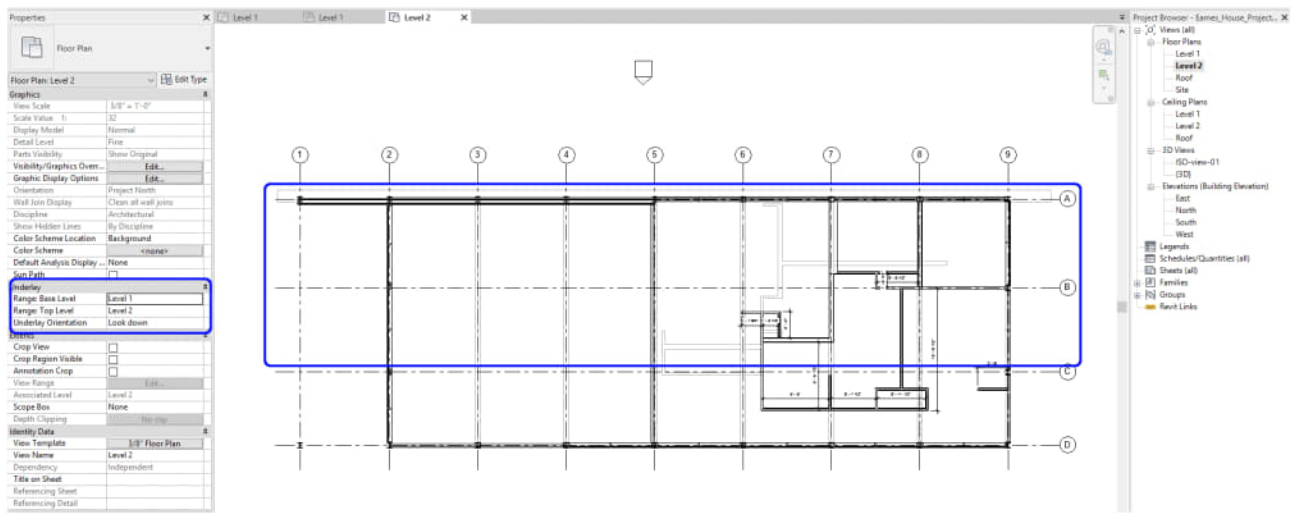 Properties
Floor Plan
Floor Plan: Level 2 Edit Type
Graphics
View Scale 3/8" = 1'-0"
Scale Value 1: 32
Display Model Normal
Detail Level Fine
Parts Visibility Show Original
Visibility/Graphics Overr... Edit...
Graphic Display Options Edit...
Orientation Project North
Wall Join Display Clean all wall joins
Discipline Architectural
Show Hidden Lines By Discipline
Color Scheme Location Background
Color Scheme <none>
Default Analysis Display ... None
Sun Path
Underlay
Range: Base Level Level 1
Range: Top Level Level 2
Underlay Orientation Look down
Extents
Crop View
Crop Region Visible
Annotation Crop
View Range Edit...
Associated Level Level 2
Scope Box None
Depth Clipping No clip
Identity Data
View Template 3/8" Floor Plan
View Name Level 2
Dependency Independent
Title on Sheet
Referencing Sheet
Referencing Detail
Level 1 Level 1 Level 2
1 2 3 4 5 6 7 8 9
A
B
C
D
Project Browser - Eames_House_Project...
Views (all)
Floor Plans
Level 1
Level 2
Roof
Site
Ceiling Plans
Level 1
Level 2
Roof
3D Views
ISO-view-01
{3D}
Elevations (Building Elevation)
East
North
South
West
Legends
Schedules/Quantities (all)
Sheets (all)
Families
Groups
Revit Links